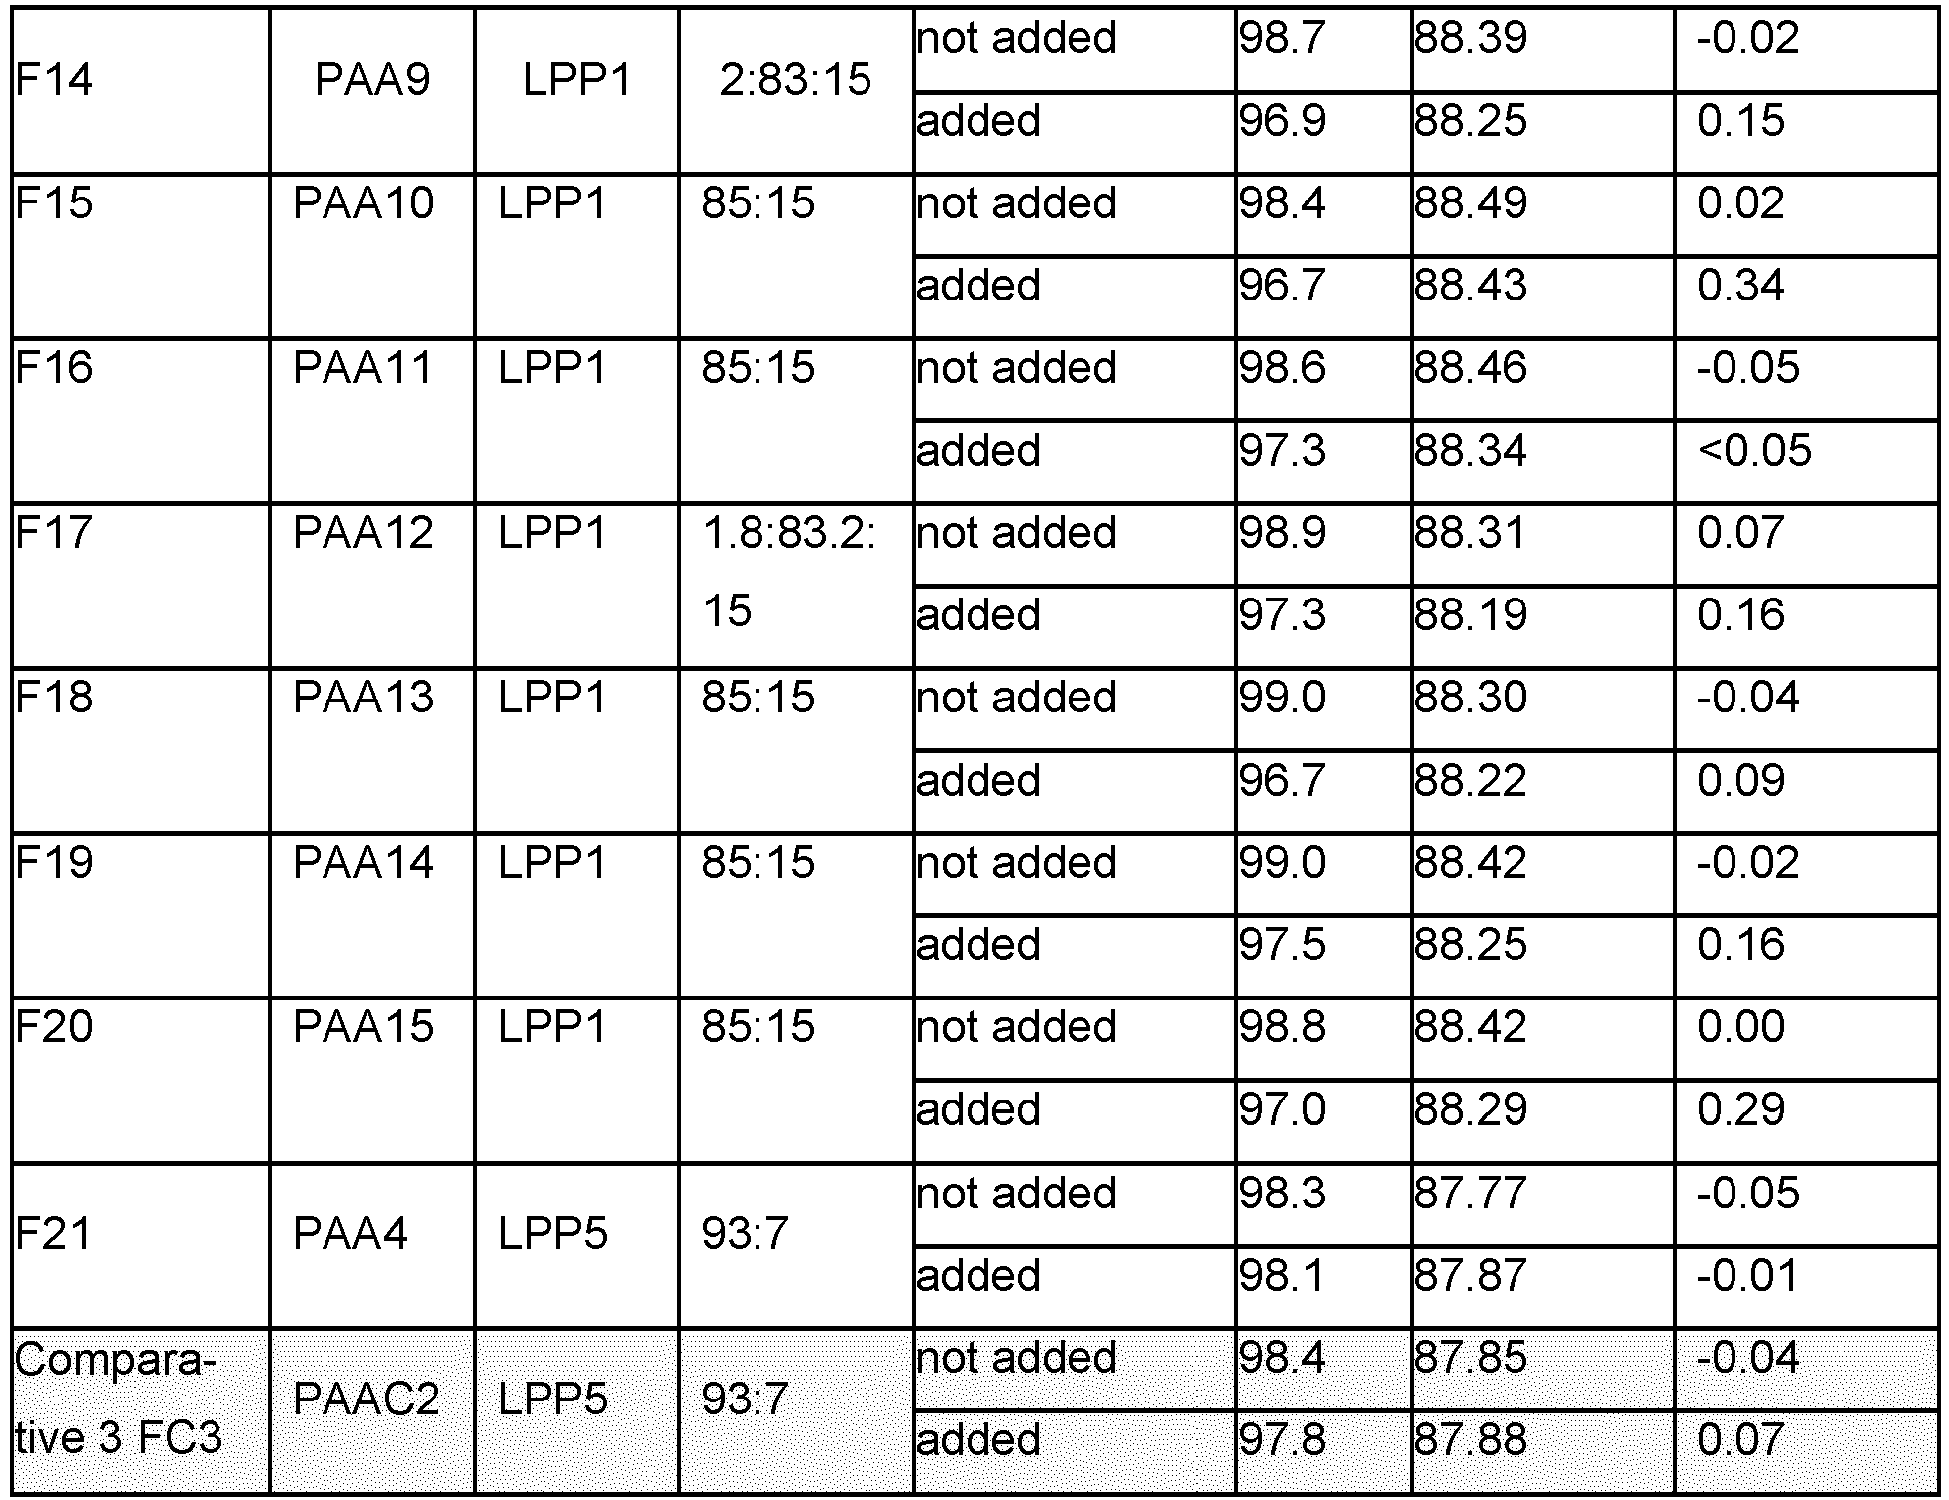 F14 PAA9 LPP1 2:83:15 not added 98.7 88.39 -0.02
added 96.9 88.25 0.15
F15 PAA10 LPP1 85:15 not added 98.4 88.49 0.02
added 96.7 88.43 0.34
F16 PAA11 LPP1 85:15 not added 98.6 88.46 -0.05
added 97.3 88.34 <0.05
F17 PAA12 LPP1 1.8:83.2: not added 98.9 88.31 0.07
15 added 97.3 88.19 0.16
F18 PAA13 LPP1 85:15 not added 99.0 88.30 -0.04
added 96.7 88.22 0.09
F19 PAA14 LPP1 85:15 not added 99.0 88.42 -0.02
added 97.5 88.25 0.16
F20 PAA15 LPP1 85:15 not added 98.8 88.42 0.00
added 97.0 88.29 0.29
F21 PAA4 LPP5 93:7 not added 98.3 87.77 -0.05
added 98.1 87.87 -0.01
Compara- PAAC2 LPP5 93:7 not added 98.4 87.85 -0.04
tive 3 FC3 added 97.8 87.88 0.07